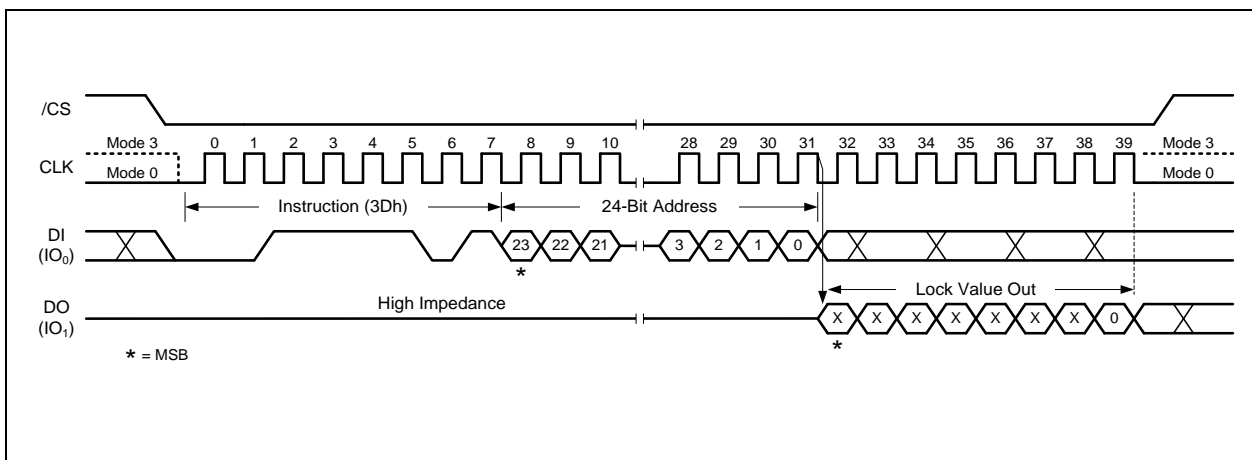 /CS
Mode 3 0 1 2 3 4 5 6 7 8 9 10 28 29 30 31 32 33 34 35 36 37 38 39 Mode 3
CLK
Mode 0 Mode 0
Instruction (3Dh) 24-Bit Address
DI
(IO₀)
23 22 21 3 2 1 0
*
Lock Value Out
High Impedance
DO
(IO₁)
X X X X X X X 0
*
* = MSB